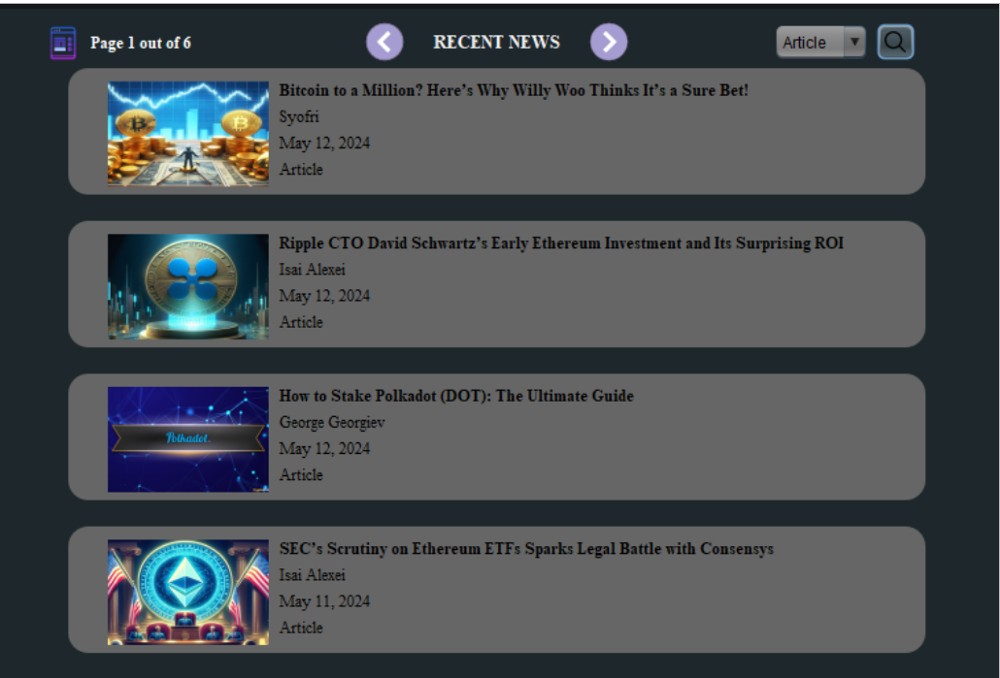 Page 1 out of 6
RECENT NEWS
Article
Bitcoin to a Million? Here’s Why Willy Woo Thinks It’s a Sure Bet!
Syofri
May 12, 2024
Article
Ripple CTO David Schwartz’s Early Ethereum Investment and Its Surprising ROI
Isai Alexei
May 12, 2024
Article
How to Stake Polkadot (DOT): The Ultimate Guide
George Georgiev
May 12, 2024
Article
Polkadot.
SEC’s Scrutiny on Ethereum ETFs Sparks Legal Battle with Consensys
Isai Alexei
May 11, 2024
Article